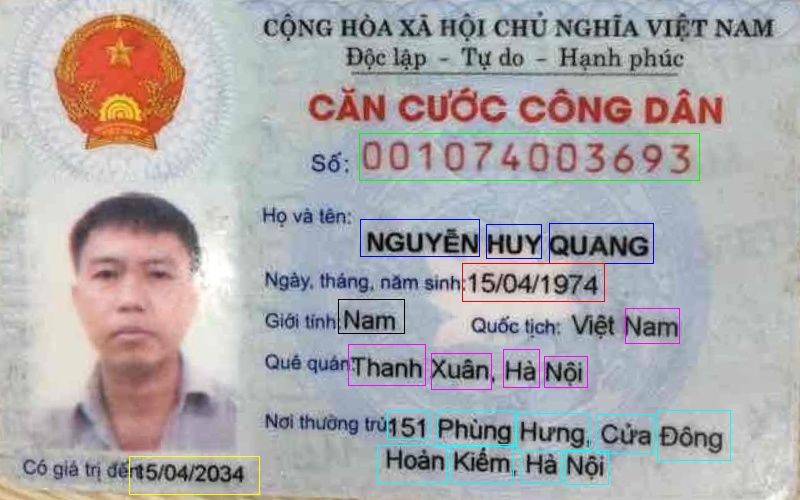 CỘNG HÒA XÃ HỘI CHỦ NGHĨA VIỆT NAM
Độc lập - Tự do - Hạnh phúc
CĂN CƯỚC CÔNG DÂN
Số: 001074003693
Họ và tên: NGUYỄN HUY QUANG
Ngày, tháng, năm sinh: 15/04/1974
Giới tính: Nam Quốc tịch: Việt Nam
Quê quán: Thanh Xuân, Hà Nội
Nơi thường trú: 151 Phùng Hưng, Cửa Đông
Hoàn Kiếm, Hà Nội
Có giá trị đến 15/04/2034